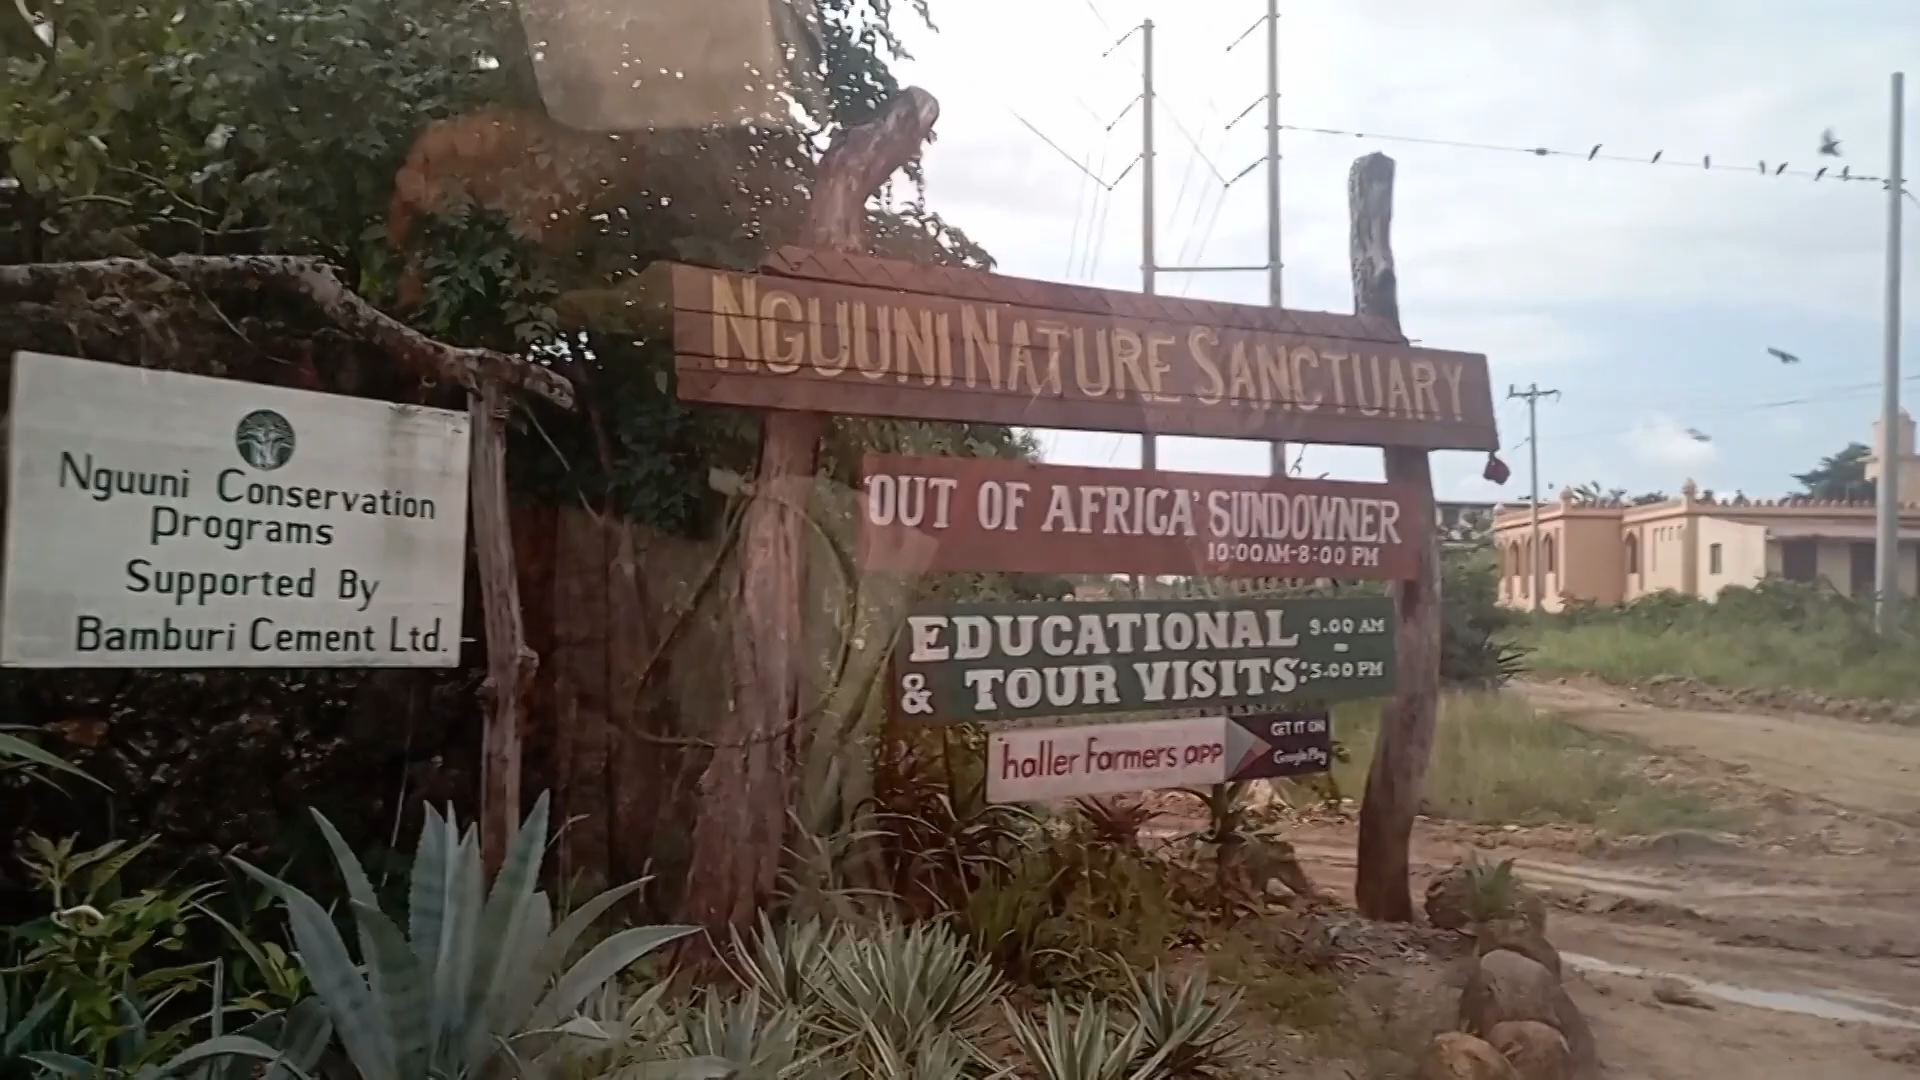 Nguuni Conservation
Programs
Supported By
Bamburi Cement Ltd.
NGUUNI NATURE SANCTUARY
'OUT OF AFRICA' SUNDOWNER
10:00AM-8:00 PM
EDUCATIONAL 9.00 AM
-
& TOUR VISITS: 5.00 PM
haller farmers app
GET IT ON
Google Play